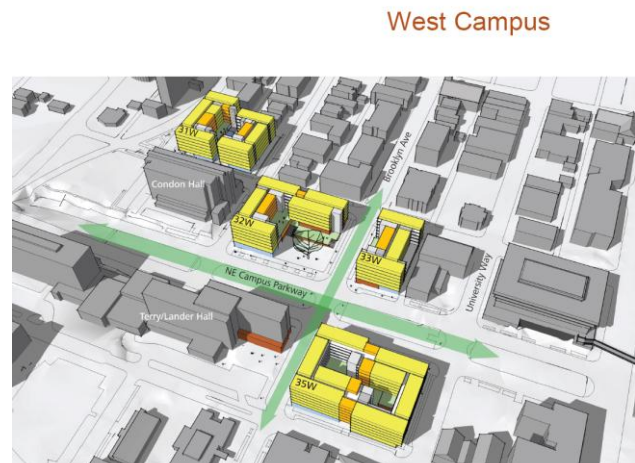 West Campus
31W
Condon Hall
Brooklyn Ave
32W
33W
NE Campus Parkway
University Way
Terry/Lander Hall
35W